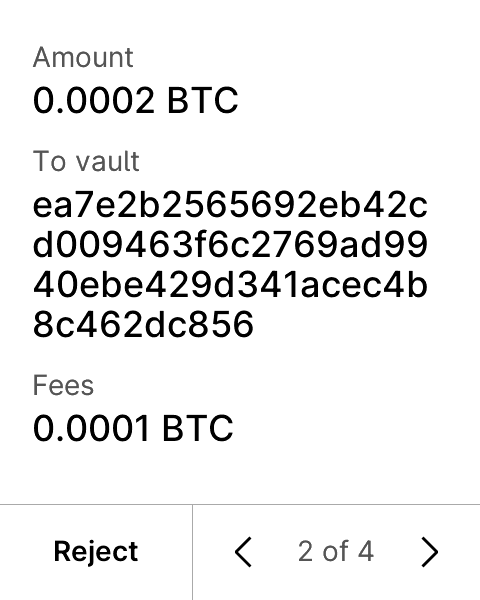 Amount
0.0002 BTC
To vault
ea7e2b2565692eb42c
d009463f6c2769ad99
40ebe429d341acec4b
8c462dc856
Fees
0.0001 BTC
Reject
2 of 4